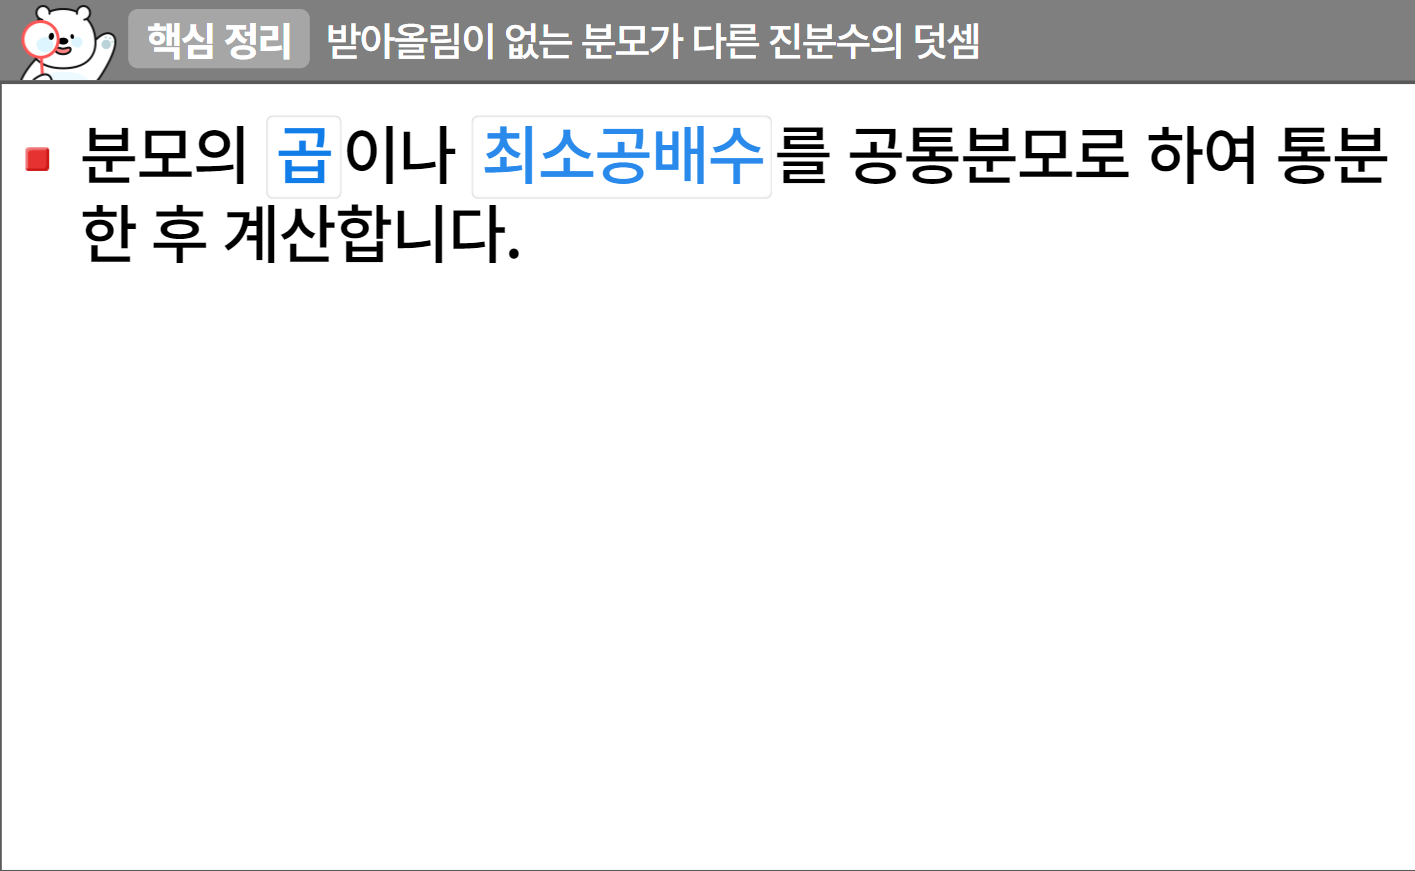 핵심 정리 받아올림이 없는 분모가 다른 진분수의 덧셈
분모의 곱이나 최소공배수를 공통분모로 하여 통분
한 후 계산합니다.